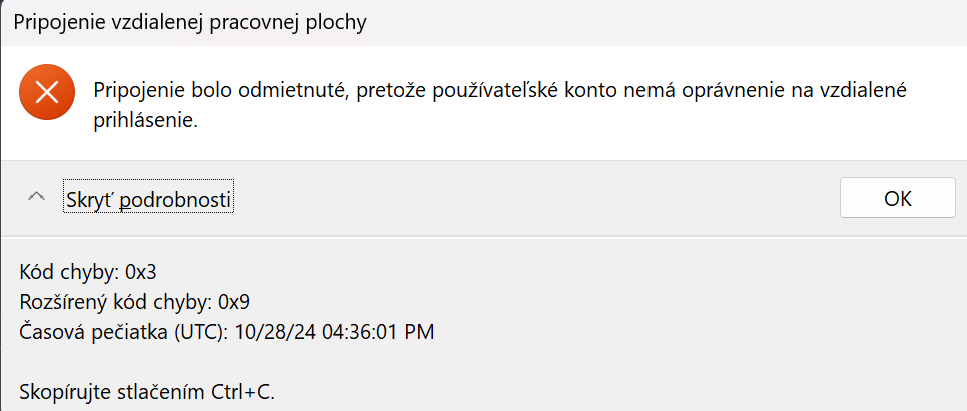 Pripojenie vzdialenej pracovnej plochy
Pripojenie bolo odmietnuté, pretože používateľské konto nemá oprávnenie na vzdialené
prihlásenie.
Skryť podrobnosti
OK
Kód chyby: 0x3
Rozšírený kód chyby: 0x9
Časová pečiatka (UTC): 10/28/24 04:36:01 PM
Skopírujte stlačením Ctrl+C.